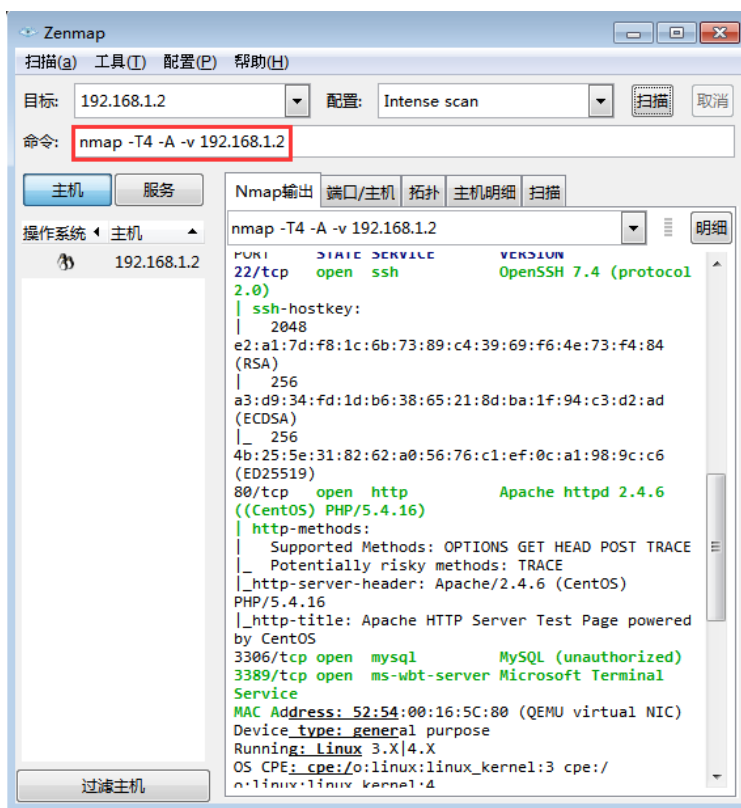 Zenmap
扫描(a) 工具(T) 配置(P) 帮助(H)
目标: 192.168.1.2 配置: Intense scan 扫描 取消
命令: nmap -T4 -A -v 192.168.1.2
主机 服务
Nmap输出 端口/主机 拓扑 主机明细 扫描
操作系统 主机
nmap -T4 -A -v 192.168.1.2 明细
192.168.1.2
PORT STATE SERVICE VERSION
22/tcp open ssh OpenSSH 7.4 (protocol
2.0)
| ssh-hostkey:
| 2048
e2:a1:7d:f8:1c:6b:73:89:c4:39:69:f6:4e:73:f4:84
(RSA)
| 256
a3:d9:34:fd:1d:b6:38:65:21:8d:ba:1f:94:c3:d2:ad
(ECDSA)
|_ 256
4b:25:5e:31:82:62:a0:56:76:c1:ef:0c:a1:98:9c:c6
(ED25519)
80/tcp open http Apache httpd 2.4.6
((CentOS) PHP/5.4.16)
| http-methods:
| Supported Methods: OPTIONS GET HEAD POST TRACE
|_ Potentially risky methods: TRACE
|_http-server-header: Apache/2.4.6 (CentOS)
PHP/5.4.16
|_http-title: Apache HTTP Server Test Page powered
by CentOS
3306/tcp open mysql MySQL (unauthorized)
3389/tcp open ms-wbt-server Microsoft Terminal
Service
MAC Address: 52:54:00:16:5C:80 (QEMU virtual NIC)
Device type: general purpose
Running: Linux 3.X|4.X
OS CPE: cpe:/o:linux:linux_kernel:3 cpe:/
o:linux:linux_kernel:4
过滤主机